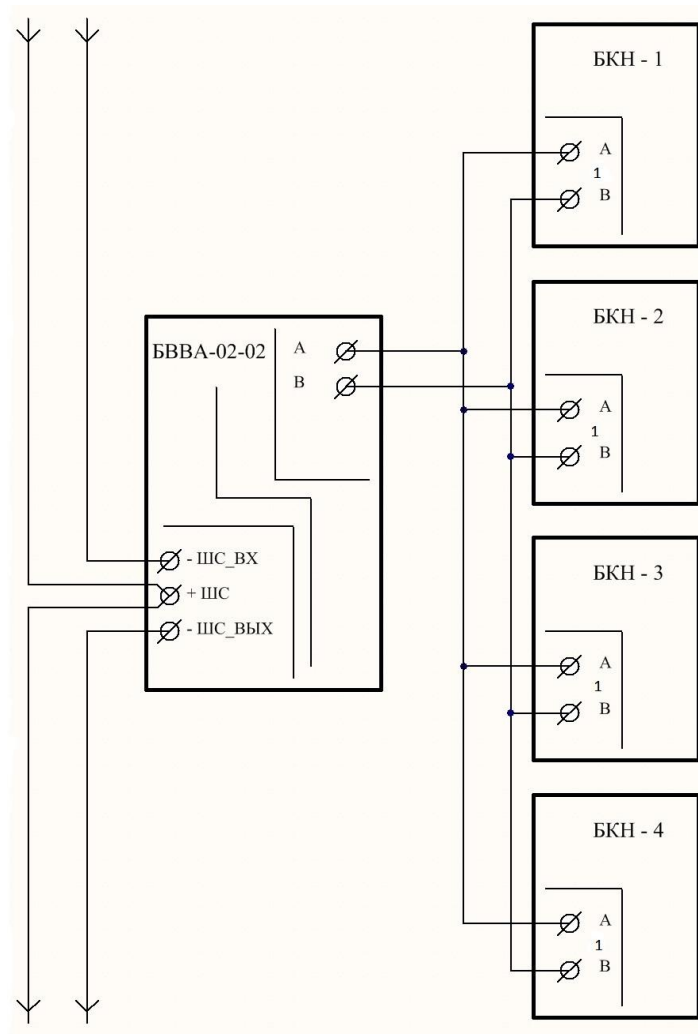 БКН - 1
А
1
В
БКН - 2
А
1
В
БВВА-02-02
А
В
- ШС_ВХ
+ ШС
- ШС_ВЫХ
БКН - 3
А
1
В
БКН - 4
А
1
В